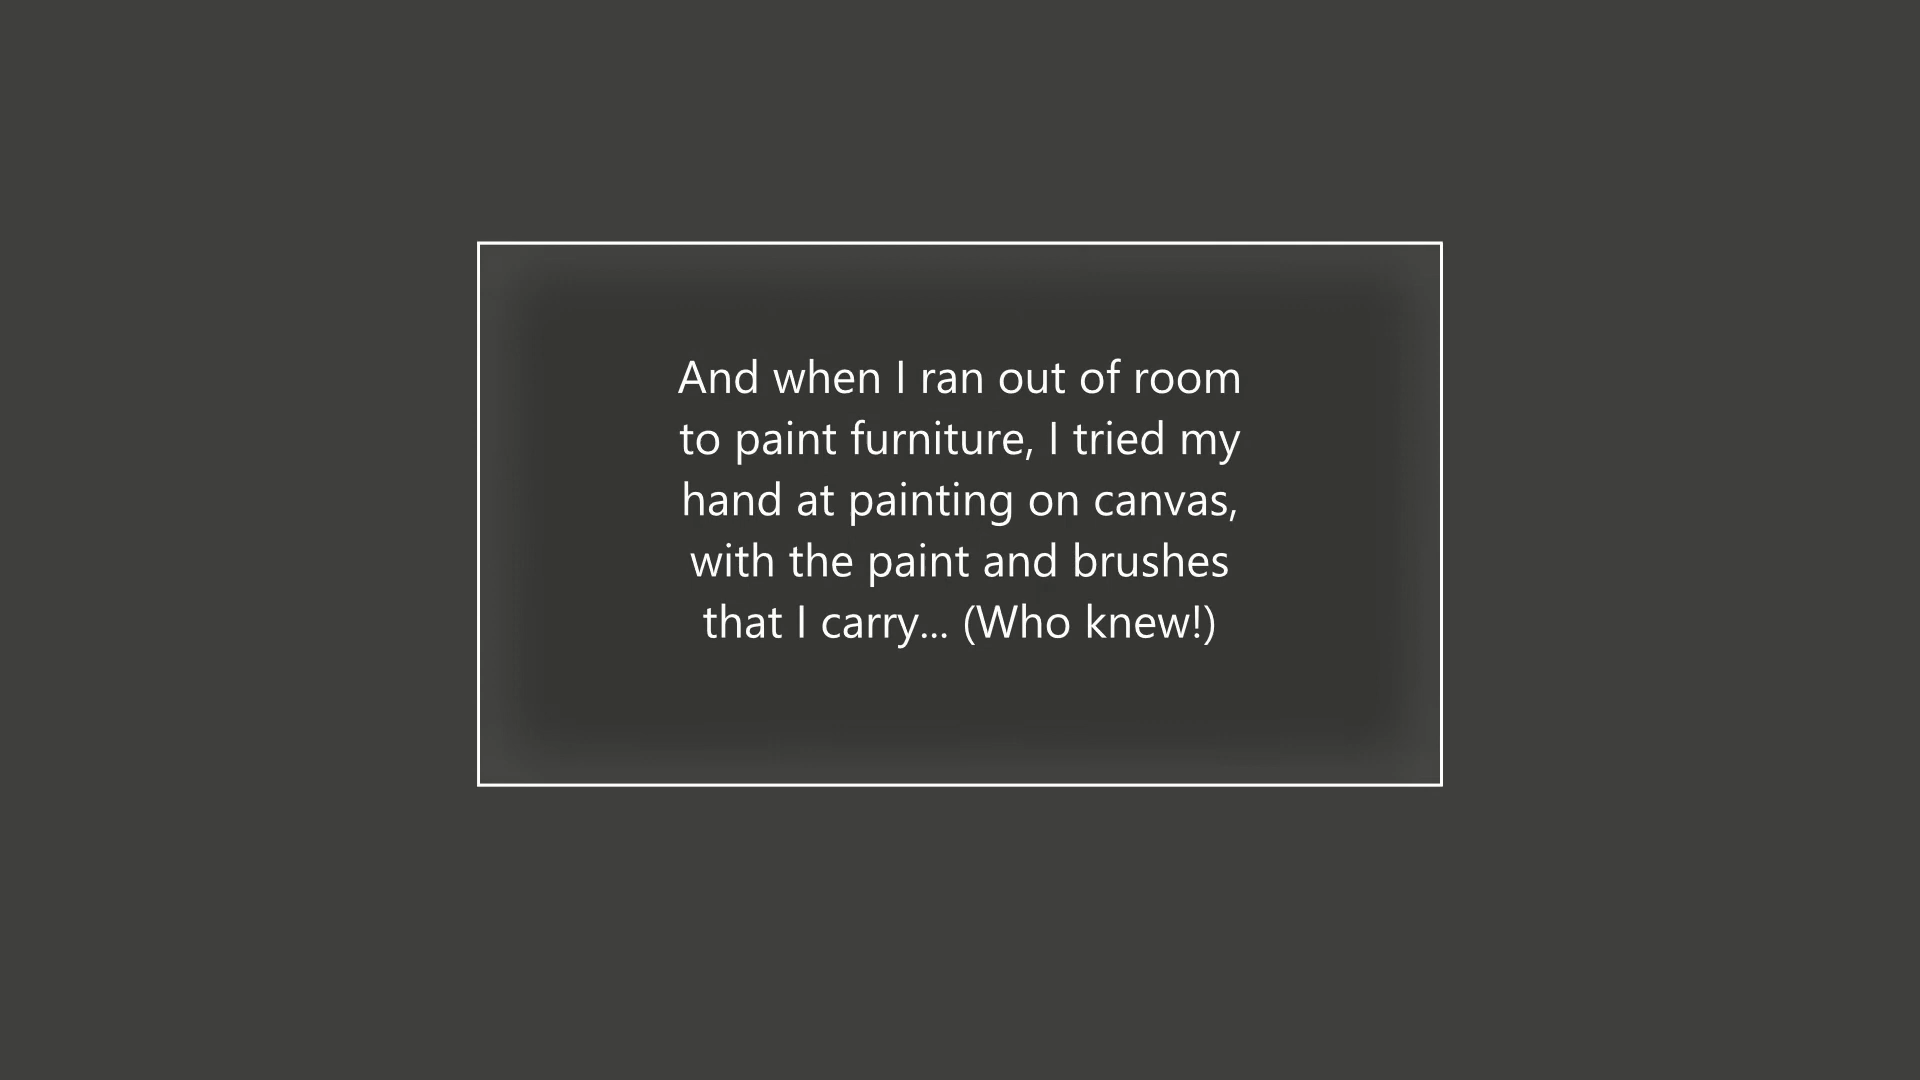 And when I ran out of room
to paint furniture, I tried my
hand at painting on canvas,
with the paint and brushes
that I carry... (Who knew!)